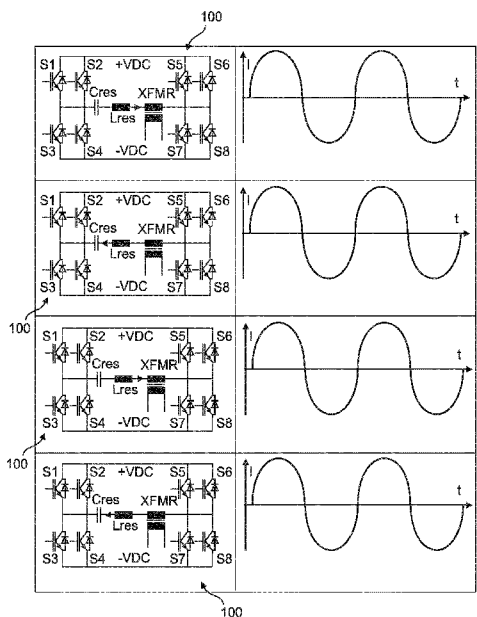 100
S1 S2 +VDC S5 S6
Cres XFMR
Lres
S3 S4 -VDC S7 S8
I t
S1 S2 +VDC S5 S6
Cres XFMR
Lres
S3 S4 -VDC S7 S8
I t
100
S1 S2 +VDC S5 S6
Cres XFMR
Lres
S3 S4 -VDC S7 S8
I t
100
S1 S2 +VDC S5 S6
Cres XFMR
Lres
S3 S4 -VDC S7 S8
I t
100